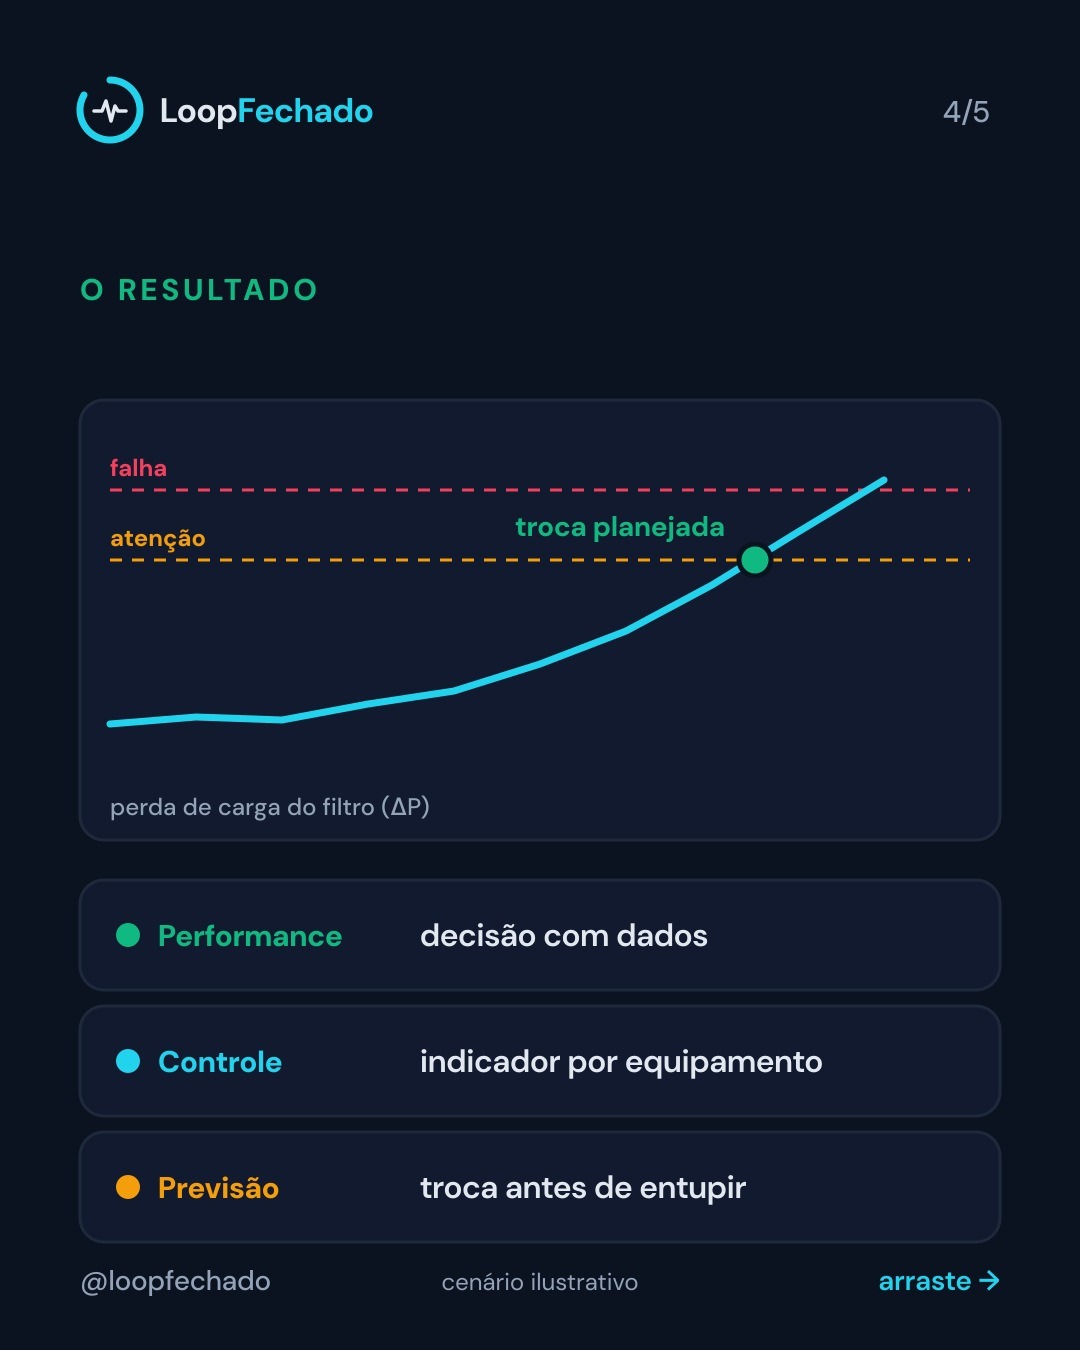 LoopFechado
4/5
O RESULTADO
falha
troca planejada
atenção
perda de carga do filtro (ΔP)
Performance decisão com dados
Controle indicador por equipamento
Previsão troca antes de entupir
@loopfechado cenário ilustrativo arraste →